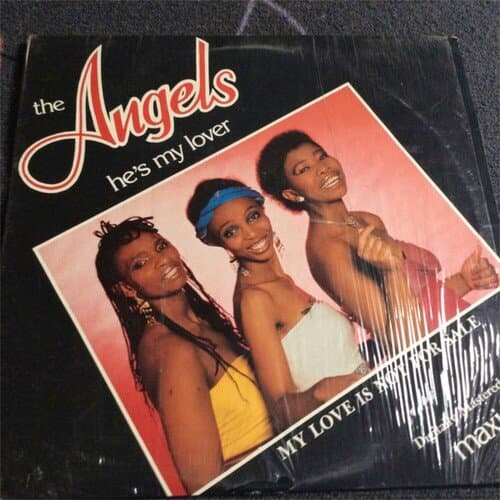 the
Angels
he's my lover
MY LOVE IS NOT FOR SALE
Digitally Mastered
maxi